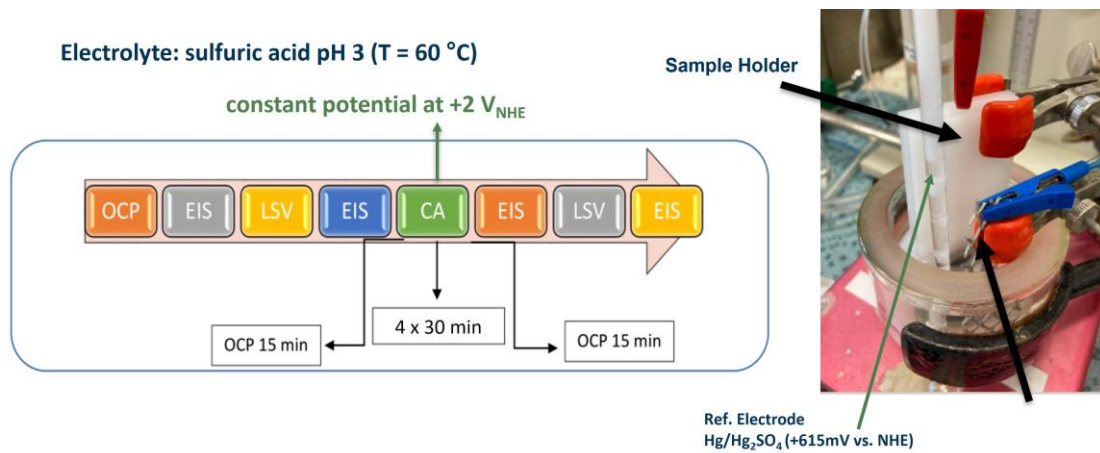 Electrolyte: sulfuric acid pH 3 (T = 60 °C)
constant potential at +2 V_NHE
OCP EIS LSV EIS CA EIS LSV EIS
OCP 15 min
4 x 30 min
OCP 15 min
Sample Holder
Ref. Electrode
Hg/Hg₂SO₄ (+615mV vs. NHE)